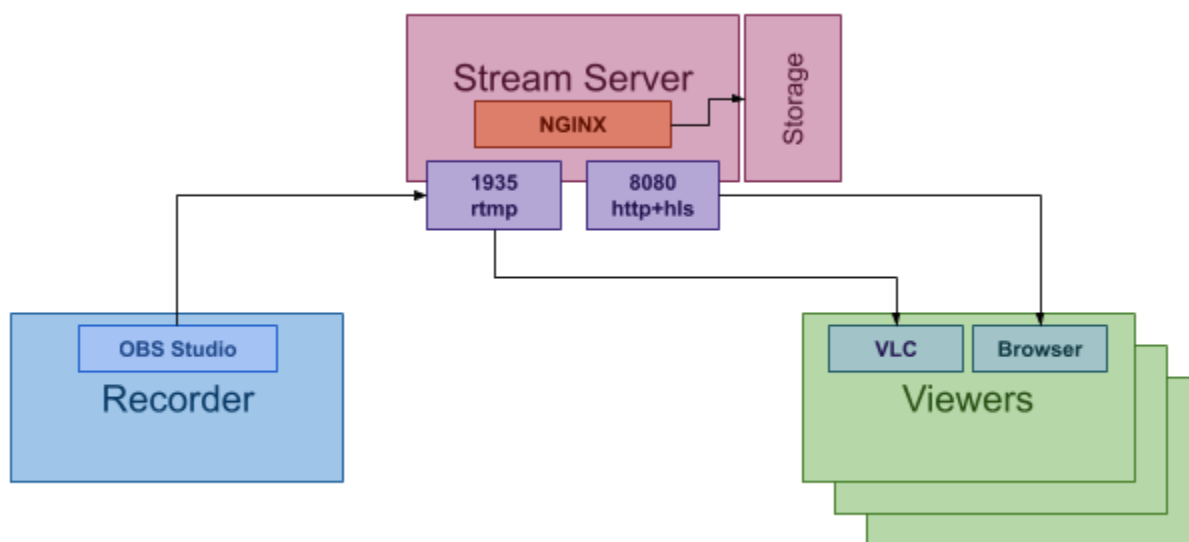 Stream Server
Storage
NGINX
1935
rtmp
8080
http+hls
OBS Studio
Recorder
VLC
Browser
Viewers